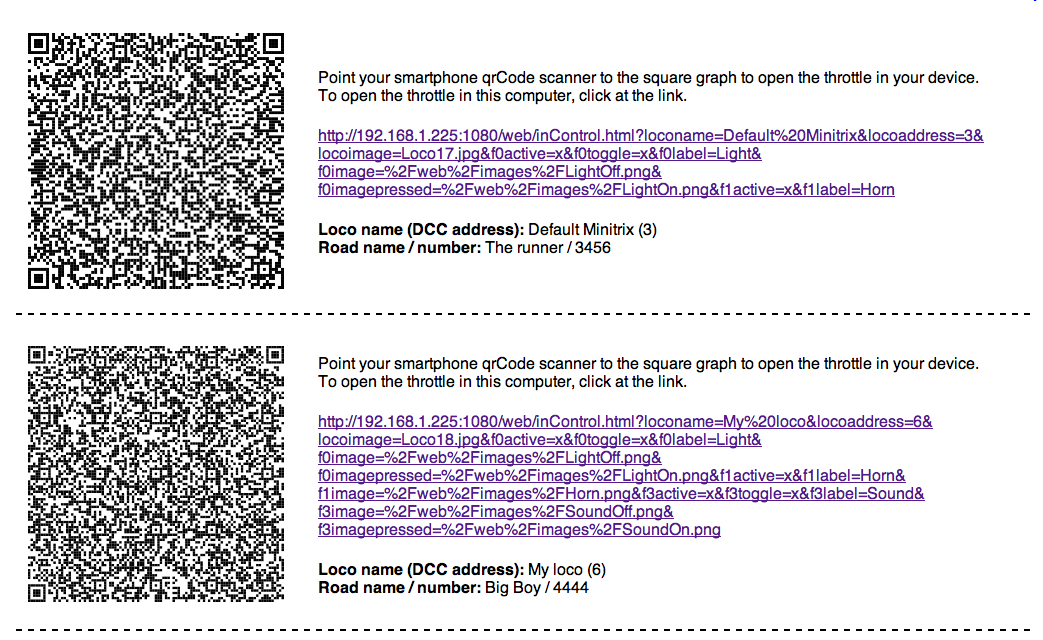 Point your smartphone qrCode scanner to the square graph to open the throttle in your device.
To open the throttle in this computer, click at the link.
http://192.168.1.225:1080/web/inControl.html?loconame=Default%20Minitrix&locoaddress=3&
locoimage=Loco17.jpg&f0active=x&f0toggle=x&f0label=Light&
f0image=%2Fweb%2Fimages%2FLightOff.png&
f0imagepressed=%2Fweb%2Fimages%2FLightOn.png&f1active=x&f1label=Horn
Loco name (DCC address): Default Minitrix (3)
Road name / number: The runner / 3456
Point your smartphone qrCode scanner to the square graph to open the throttle in your device.
To open the throttle in this computer, click at the link.
http://192.168.1.225:1080/web/inControl.html?loconame=My%20loco&locoaddress=6&
locoimage=Loco18.jpg&f0active=x&f0toggle=x&f0label=Light&
f0image=%2Fweb%2Fimages%2FLightOff.png&
f0imagepressed=%2Fweb%2Fimages%2FLightOn.png&f1active=x&f1label=Horn&
f1image=%2Fweb%2Fimages%2FHorn.png&f3active=x&f3toggle=x&f3label=Sound&
f3image=%2Fweb%2Fimages%2FSoundOff.png&
f3imagepressed=%2Fweb%2Fimages%2FSoundOn.png
Loco name (DCC address): My loco (6)
Road name / number: Big Boy / 4444